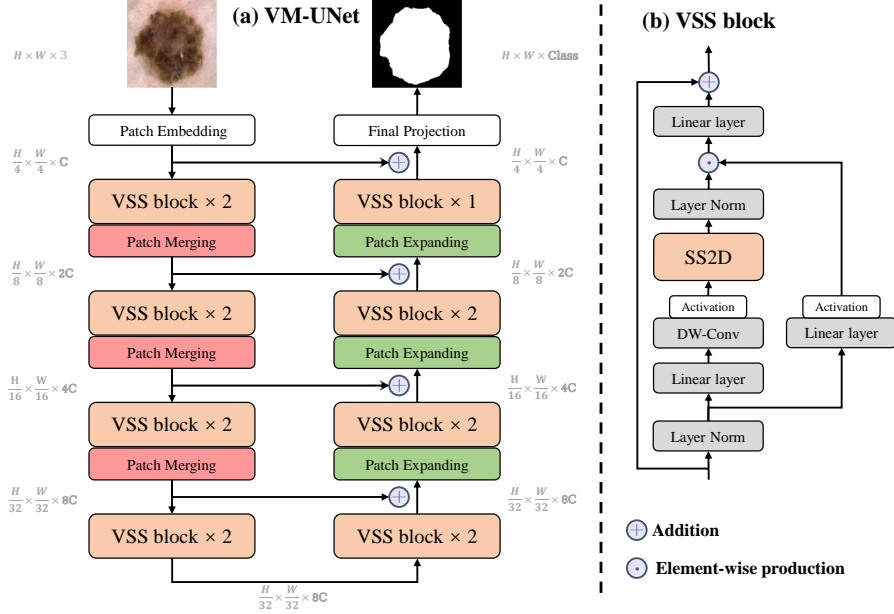 (a) VM-UNet
H × W × 3
H × W × Class
Patch Embedding
Final Projection
H/4 × W/4 × C
H/4 × W/4 × C
VSS block × 2
VSS block × 1
Patch Merging
Patch Expanding
H/8 × W/8 × 2C
H/8 × W/8 × 2C
VSS block × 2
VSS block × 2
Patch Merging
Patch Expanding
H/16 × W/16 × 4C
H/16 × W/16 × 4C
VSS block × 2
VSS block × 2
Patch Merging
Patch Expanding
H/32 × W/32 × 8C
H/32 × W/32 × 8C
VSS block × 2
VSS block × 2
H/32 × W/32 × 8C
(b) VSS block
Linear layer
Layer Norm
SS2D
Activation
Activation
DW-Conv
Linear layer
Linear layer
Layer Norm
Addition
Element-wise production